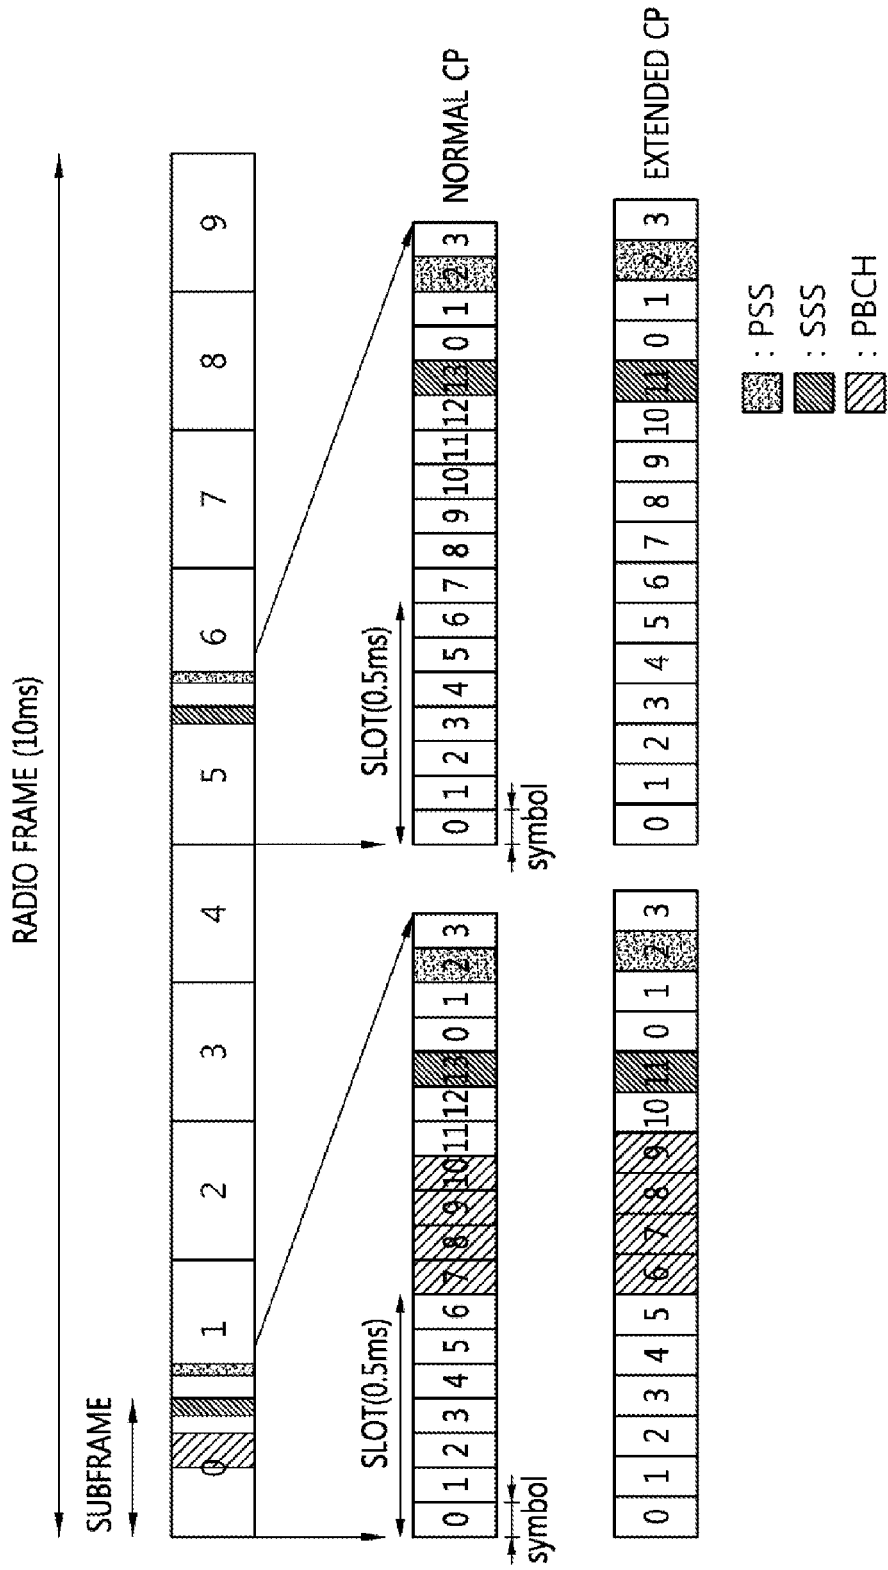 RADIO FRAME (10ms)
SUBFRAME
0 1 2 3 4 5 6 7 8 9
SLOT(0.5ms) SLOT(0.5ms)
0 1 2 3 4 5 6 7 8 9 10 11 12 13 0 1 2 3 0 1 2 3 4 5 6 7 8 9 10 11 12 13 0 1 2 3 NORMAL CP
symbol symbol
0 1 2 3 4 5 6 7 8 9 10 11 0 1 2 3 0 1 2 3 4 5 6 7 8 9 10 11 0 1 2 3 EXTENDED CP
: PSS
: SSS
: PBCH